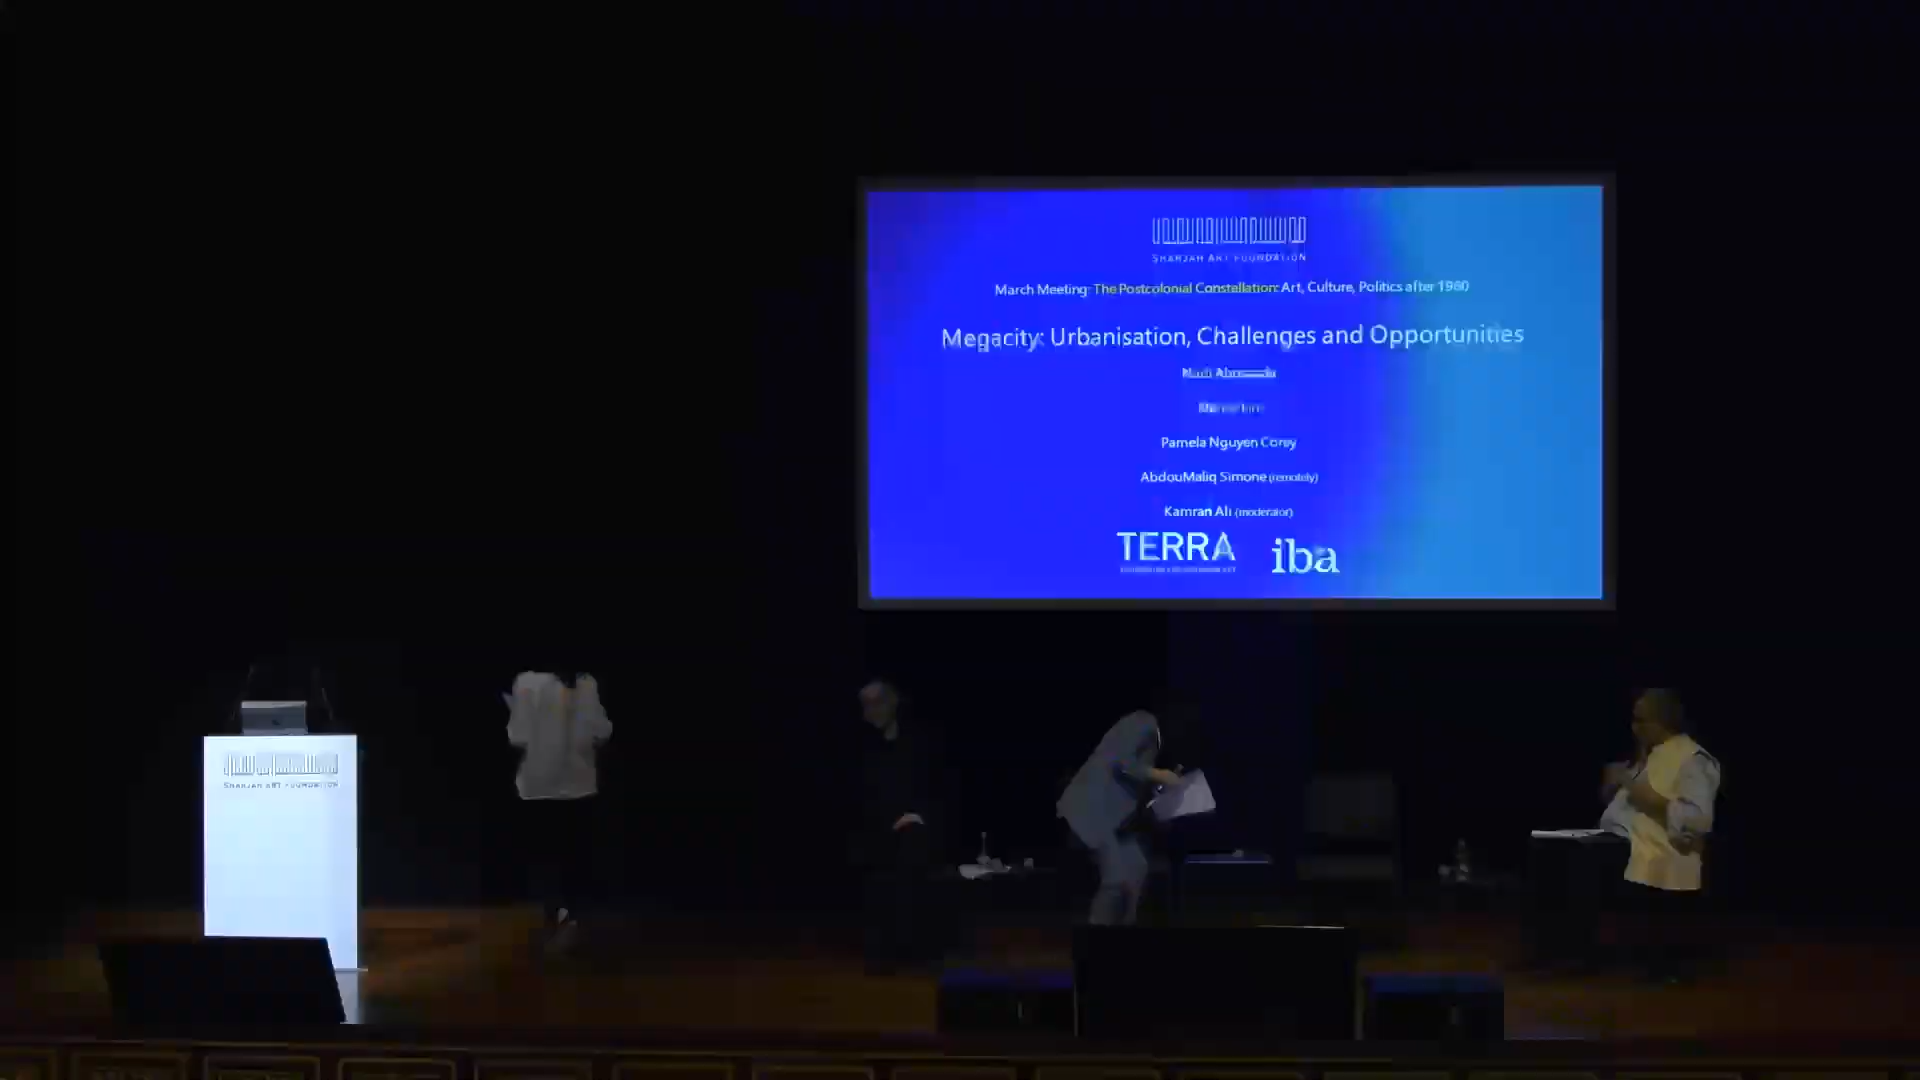 SHARJAH ART FOUNDATION
March Meeting: The Postcolonial Constellation: Art, Culture, Politics after 1960
Megacity: Urbanisation, Challenges and Opportunities
Pamela Nguyen Corey
AbdouMaliq Simone (remotely)
Kamran Ali (moderator)
TERRA
iba
SHARJAH ART FOUNDATION